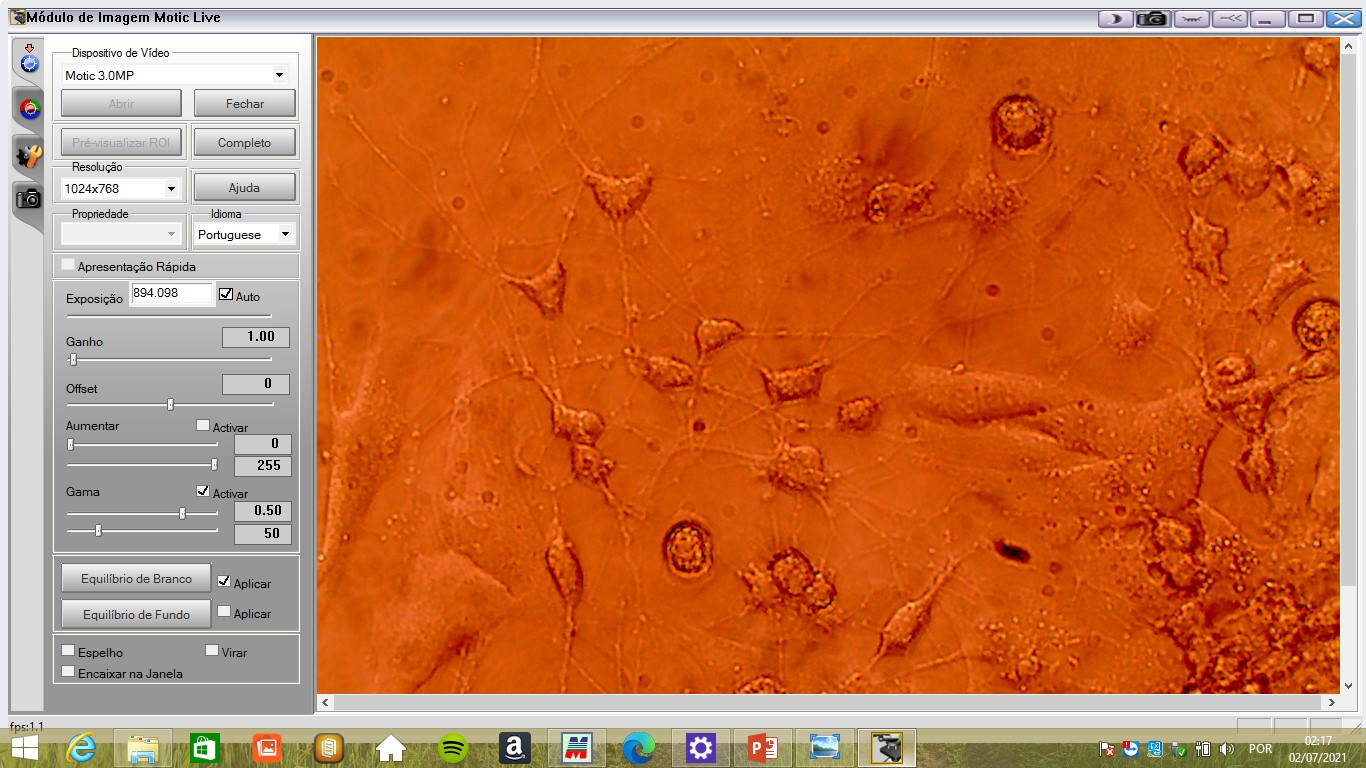 Módulo de Imagem Motic Live
Dispositivo de Vídeo
Motic 3.0MP
Abrir
Fechar
Pré-visualizar ROI
Completo
Resolução
1024x768
Ajuda
Propriedade
Idioma
Portuguese
Apresentação Rápida
Exposição 894.098 Auto
Ganho 1.00
Offset 0
Aumentar Activar
0
255
Gama Activar
0.50
50
Equilíbrio de Branco Aplicar
Equilíbrio de Fundo Aplicar
Espelho Virar
Encaixar na Janela
fps:1.1
POR
02:17
02/07/2021